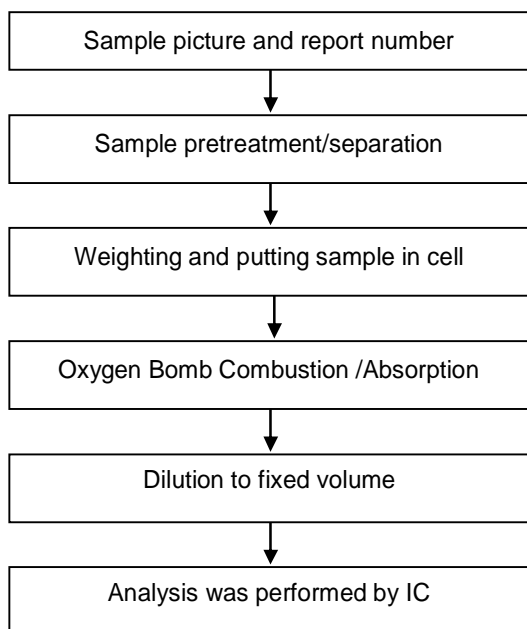 Sample picture and report number
Sample pretreatment/separation
Weighting and putting sample in cell
Oxygen Bomb Combustion /Absorption
Dilution to fixed volume
Analysis was performed by IC